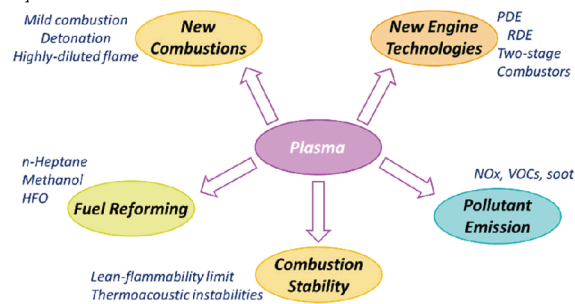 Mild combustion
Detonation
Highly-diluted flame
New
Combustions
New Engine
Technologies
PDE
RDE
Two-stage
Combustors
Plasma
n-Heptane
Methanol
HFO
Fuel Reforming
NOx, VOCs, soot
Pollutant
Emission
Lean-flammability limit
Thermoacoustic instabilities
Combustion
Stability